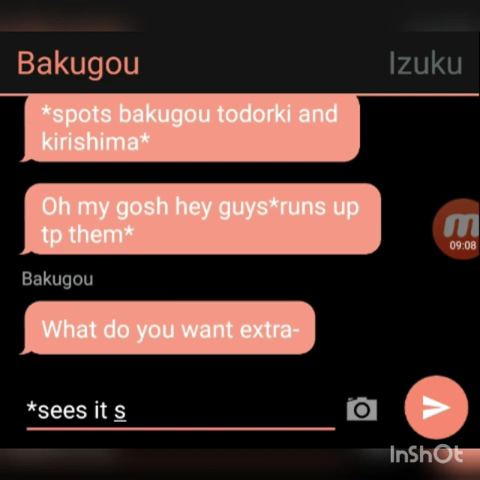 Bakugou Izuku
*spots bakugou todorki and
kirishima*
Oh my gosh hey guys*runs up
tp them*
09:08
Bakugou
What do you want extra-
*sees it s
InShOt